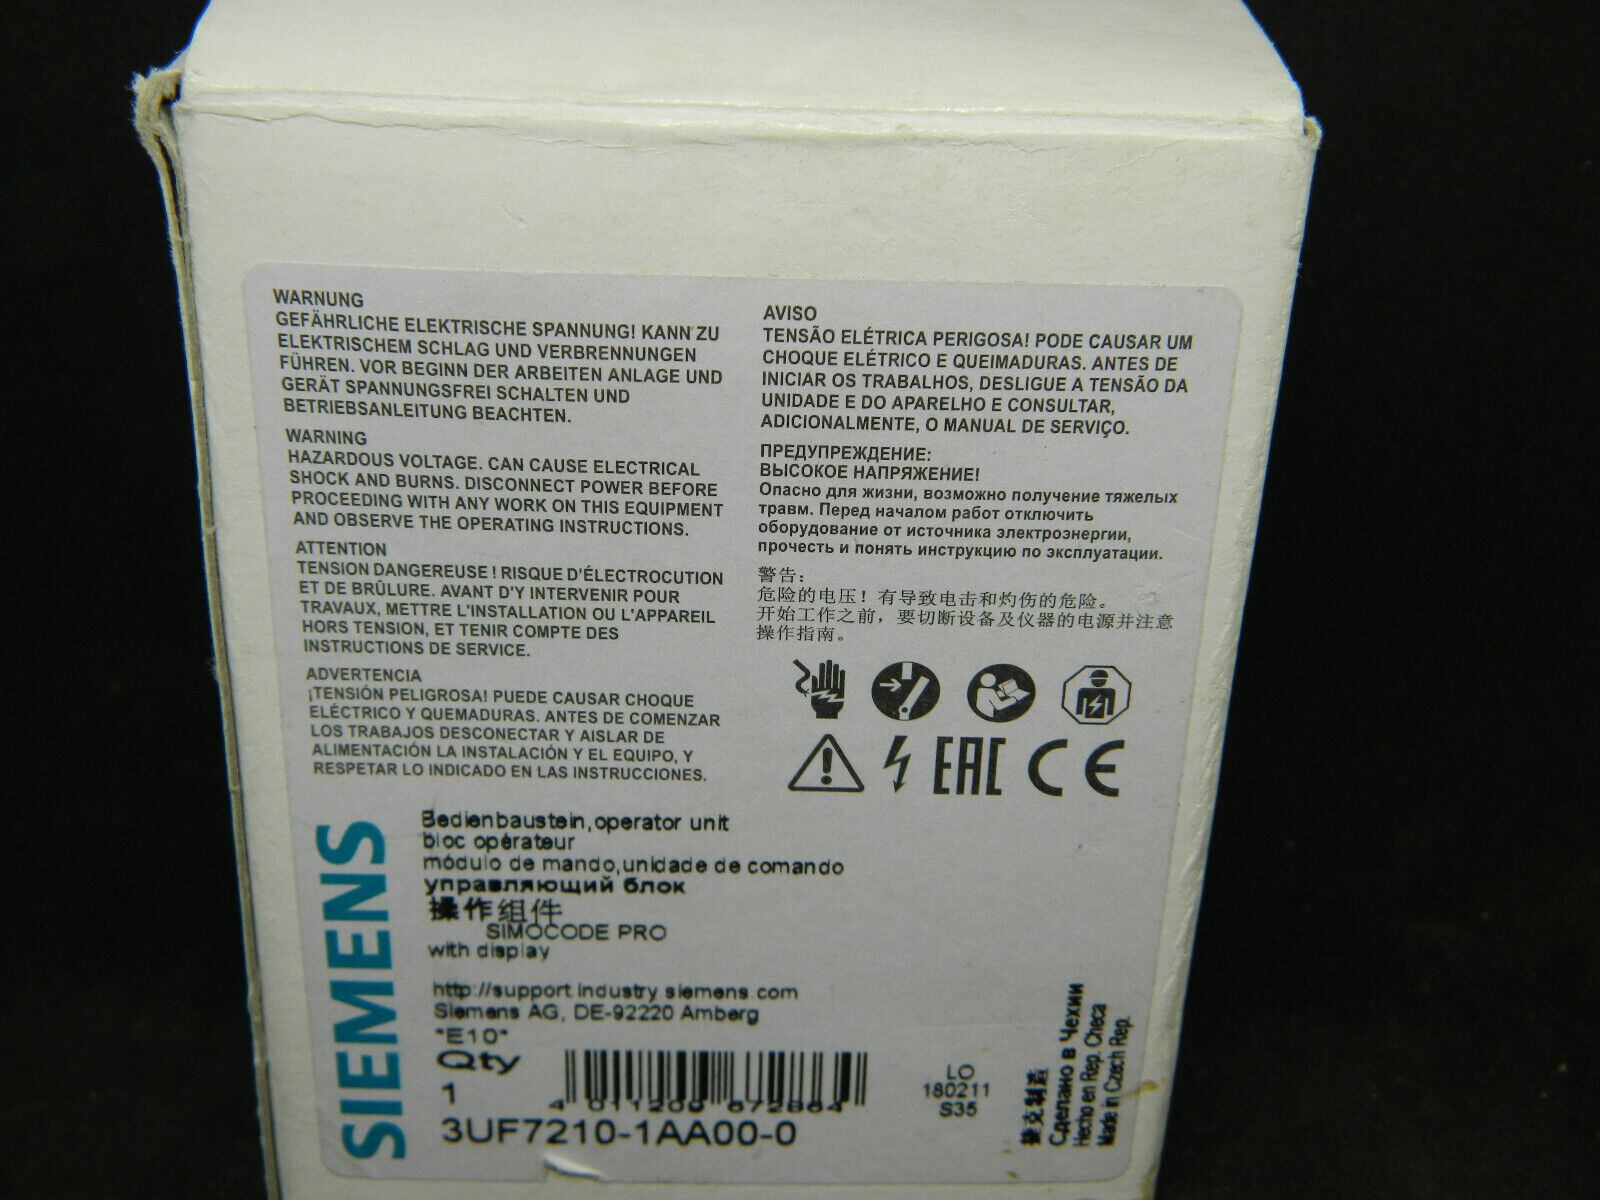 WARNUNG
GEFÄHRLICHE ELEKTRISCHE SPANNUNG! KANN ZU
ELEKTRISCHEM SCHLAG UND VERBRENNUNGEN
FÜHREN. VOR BEGINN DER ARBEITEN ANLAGE UND
GERÄT SPANNUNGSFREI SCHALTEN UND
BETRIEBSANLEITUNG BEACHTEN.
WARNING
HAZARDOUS VOLTAGE. CAN CAUSE ELECTRICAL
SHOCK AND BURNS. DISCONNECT POWER BEFORE
PROCEEDING WITH ANY WORK ON THIS EQUIPMENT
AND OBSERVE THE OPERATING INSTRUCTIONS.
ATTENTION
TENSION DANGEREUSE ! RISQUE D'ÉLECTROCUTION
ET DE BRÛLURE. AVANT D'Y INTERVENIR POUR
TRAVAUX, METTRE L'INSTALLATION OU L'APPAREIL
HORS TENSION, ET TENIR COMPTE DES
INSTRUCTIONS DE SERVICE.
ADVERTENCIA
¡TENSIÓN PELIGROSA! PUEDE CAUSAR CHOQUE
ELÉCTRICO Y QUEMADURAS. ANTES DE COMENZAR
LOS TRABAJOS DESCONECTAR Y AISLAR DE
ALIMENTACIÓN LA INSTALACIÓN Y EL EQUIPO, Y
RESPETAR LO INDICADO EN LAS INSTRUCCIONES.
AVISO
TENSÃO ELÉTRICA PERIGOSA! PODE CAUSAR UM
CHOQUE ELÉTRICO E QUEIMADURAS. ANTES DE
INICIAR OS TRABALHOS, DESLIGUE A TENSÃO DA
UNIDADE E DO APARELHO E CONSULTAR,
ADICIONALMENTE, O MANUAL DE SERVIÇO.
ПРЕДУПРЕЖДЕНИЕ:
ВЫСОКОЕ НАПРЯЖЕНИЕ!
Опасно для жизни, возможно получение тяжелых
травм. Перед началом работ отключить
оборудование от источника электроэнергии,
прочесть и понять инструкцию по эксплуатации.
警告：
危险的电压！有导致电击和灼伤的危险。
开始工作之前，要切断设备及仪器的电源并注意
操作指南。
EAC CE
SIEMENS
Bedienbaustein,operator unit
bloc opérateur
módulo de mando,unidade de comando
управляющий блок
操作组件
SIMOCODE PRO
with display
http://support.industry.siemens.com
Siemens AG, DE-92220 Amberg
"E10"
Qty
1
4 011209 672864
3UF7210-1AA00-0
LO
180211
S35
捷克制造
Сделано в Чехии
Hecho en Rep. Checa
Made in Czech Rep.